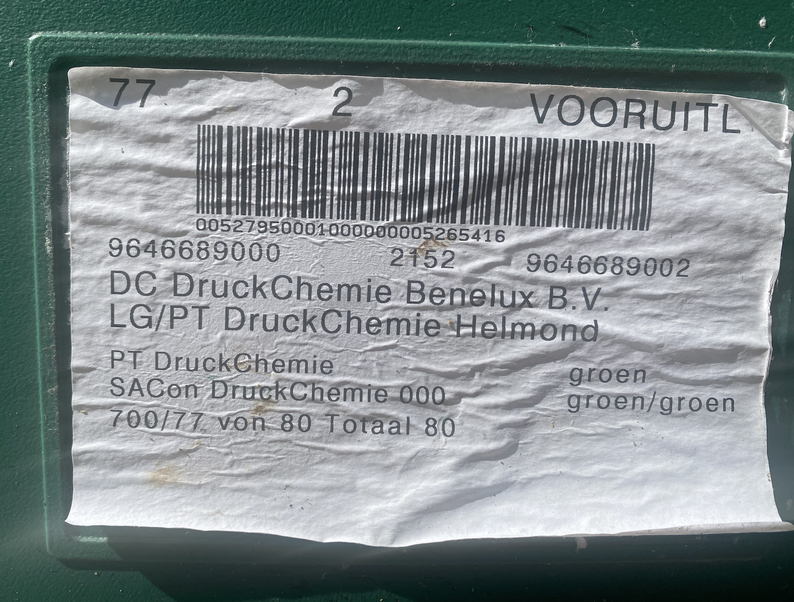 77 2 VOORUITL
00527950001000000005265416
9646689000 2152 9646689002
DC DruckChemie Benelux B.V.
LG/PT DruckChemie Helmond
PT DruckChemie groen
SACon DruckChemie 000 groen/groen
700/77 von 80 Totaal 80